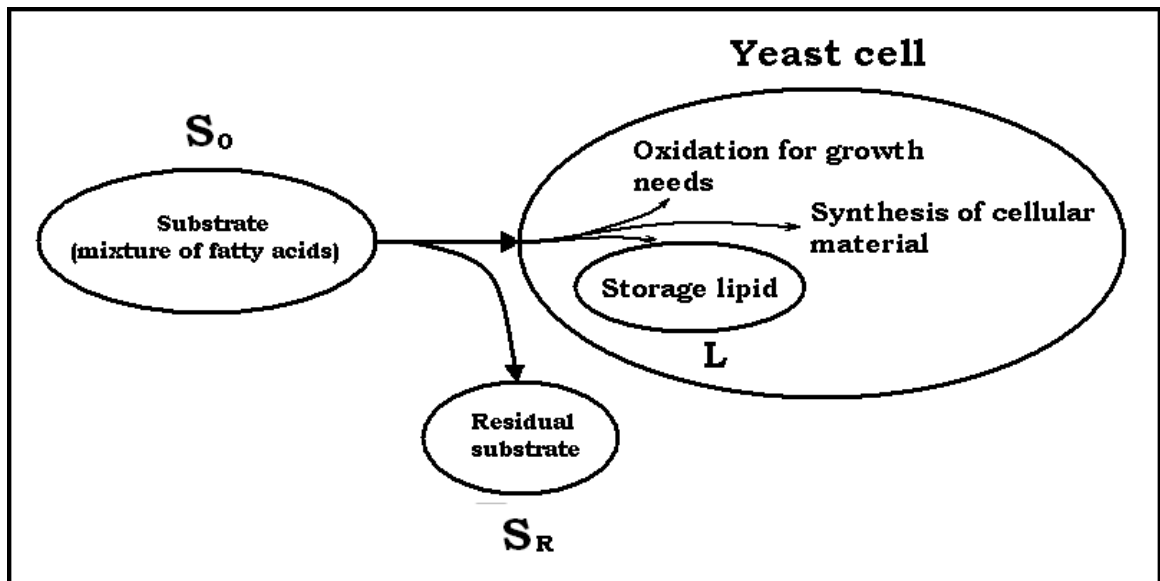 Yeast cell
S0
Substrate
(mixture of fatty acids)
Oxidation for growth
needs
Synthesis of cellular
material
Storage lipid
L
Residual
substrate
SR